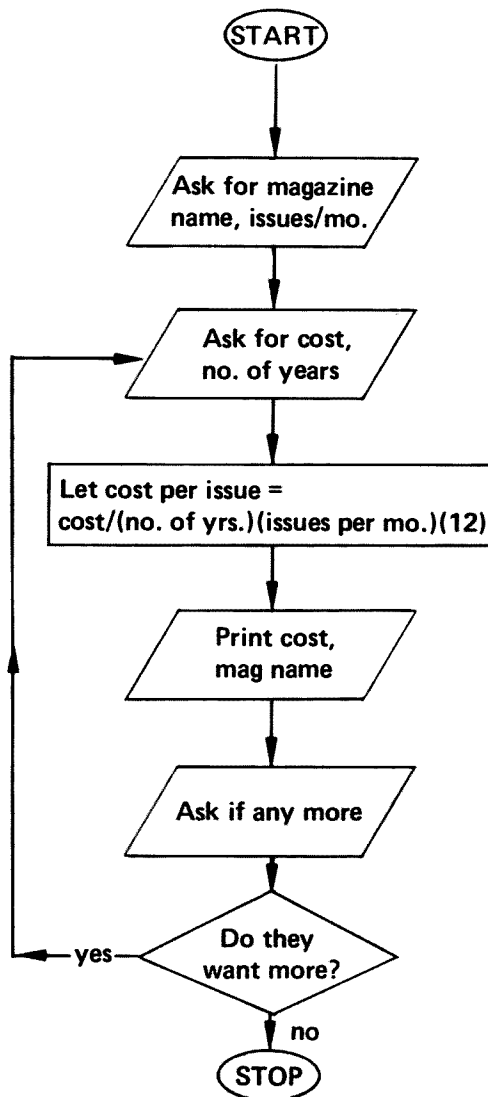 START
Ask for magazine
name, issues/mo.
Ask for cost,
no. of years
Let cost per issue =
cost/(no. of yrs.)(issues per mo.)(12)
Print cost,
mag name
Ask if any more
Do they
want more?
yes
no
STOP